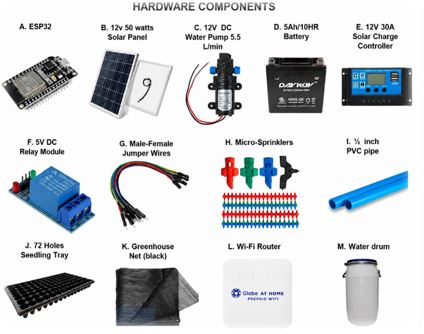 HARDWARE COMPONENTS
A. ESP32
B. 12v 50 watts
Solar Panel
C. 12V DC
Water Pump 5.5
L/min
D. 5Ah/10HR
Battery
E. 12V 30A
Solar Charge
Controller
F. 5V DC
Relay Module
G. Male-Female
Jumper Wires
H. Micro-Sprinklers
I. ½ inch
PVC pipe
J. 72 Holes
Seedling Tray
K. Greenhouse
Net (black)
L. Wi-Fi Router
Globe AT HOME
PREPAID WIFI
M. Water drum